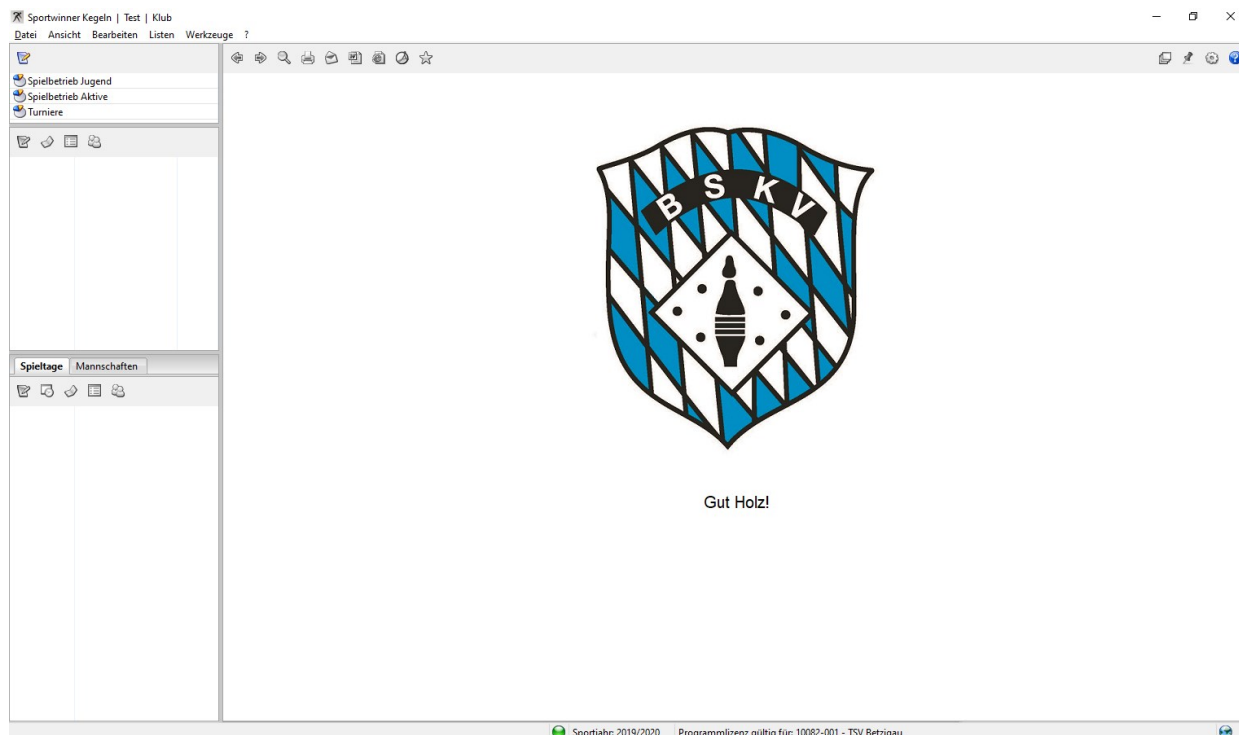 Sportwinner Kegeln | Test | Klub
Datei Ansicht Bearbeiten Listen Werkzeuge ?
Spielbetrieb Jugend
Spielbetrieb Aktive
Turniere
Spieltage Mannschaften
B S K V
Gut Holz!
Sportjahr: 2019/2020 Programmlizenz gültig für: 10082-001 - TSV Betzigau